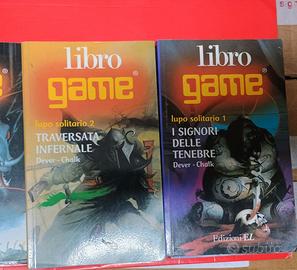 libro
game®
lupo solitario 2
TRAVERSATA
INFERNALE
Dever - Chalk
libro
game®
lupo solitario 1
I SIGNORI
DELLE
TENEBRE
Dever - Chalk
Edizioni EL
subito